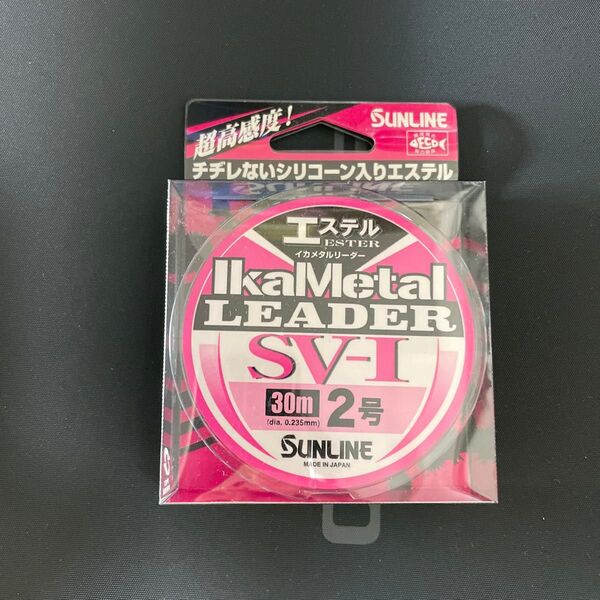 超高感度!
SUNLINE
ECO
チヂレないシリコーン入りエステル
エステル
ESTER
イカメタルリーダー
IkaMetal
LEADER
SV-I
30m
2号
(dia. 0.235mm)
SUNLINE
MADE IN JAPAN